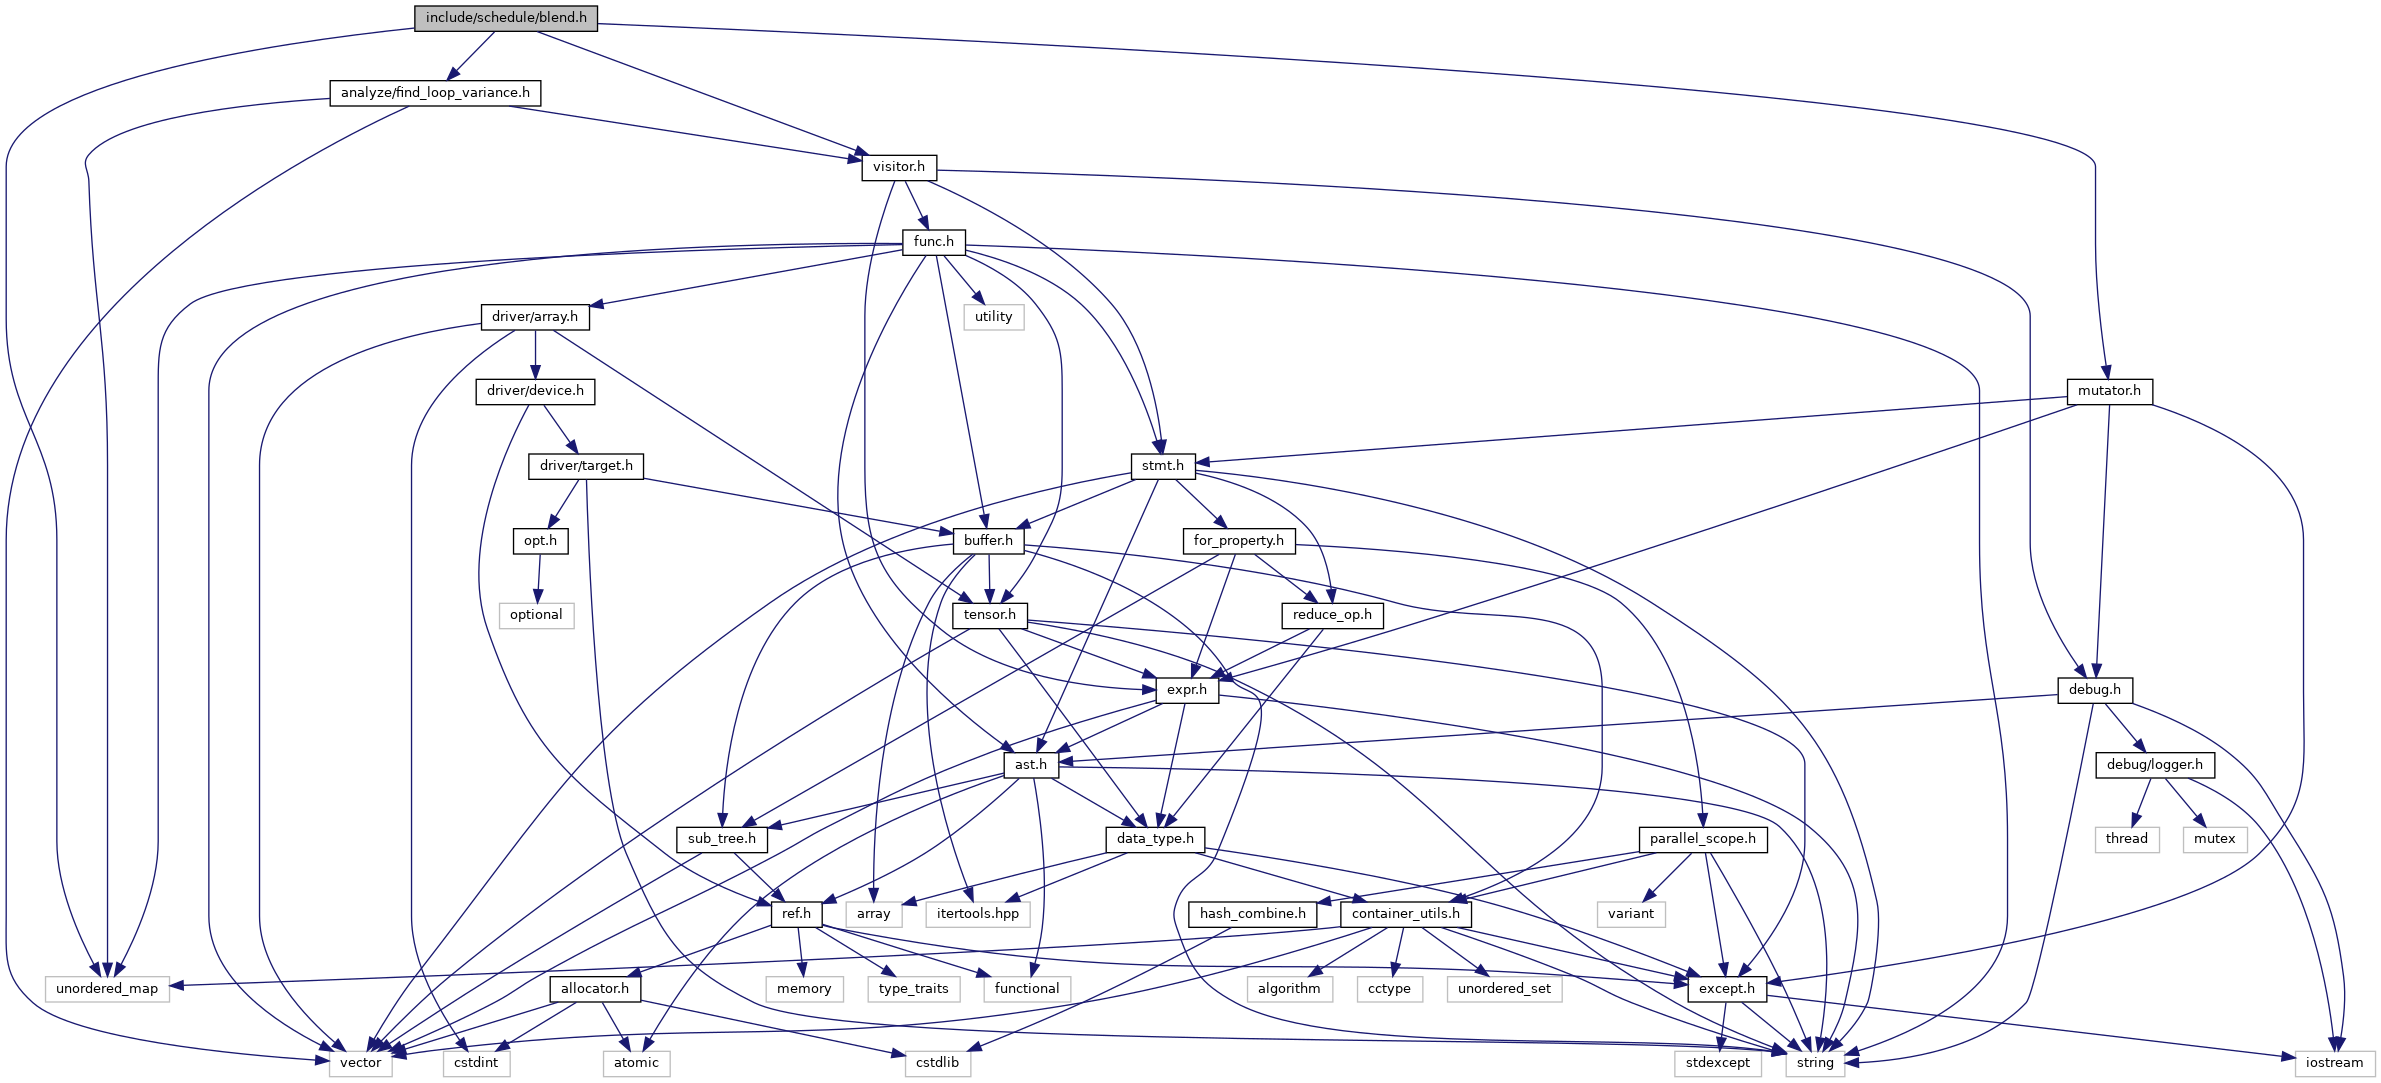 include/schedule/blend.h
analyze/find_loop_variance.h
visitor.h
func.h
driver/array.h
utility
driver/device.h
mutator.h
driver/target.h
stmt.h
opt.h
buffer.h
for_property.h
optional
tensor.h
reduce_op.h
expr.h
debug.h
ast.h
debug/logger.h
sub_tree.h
data_type.h
parallel_scope.h
thread
mutex
ref.h
array
itertools.hpp
hash_combine.h
container_utils.h
variant
unordered_map
allocator.h
memory
type_traits
functional
algorithm
cctype
unordered_set
except.h
vector
cstdint
atomic
cstdlib
stdexcept
string
iostream